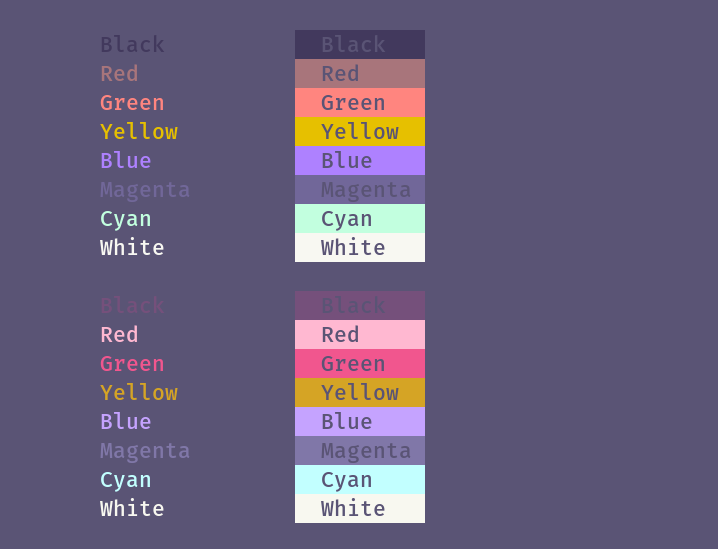 Black Black
Red Red
Green Green
Yellow Yellow
Blue Blue
Magenta Magenta
Cyan Cyan
White White
Black Black
Red Red
Green Green
Yellow Yellow
Blue Blue
Magenta Magenta
Cyan Cyan
White White